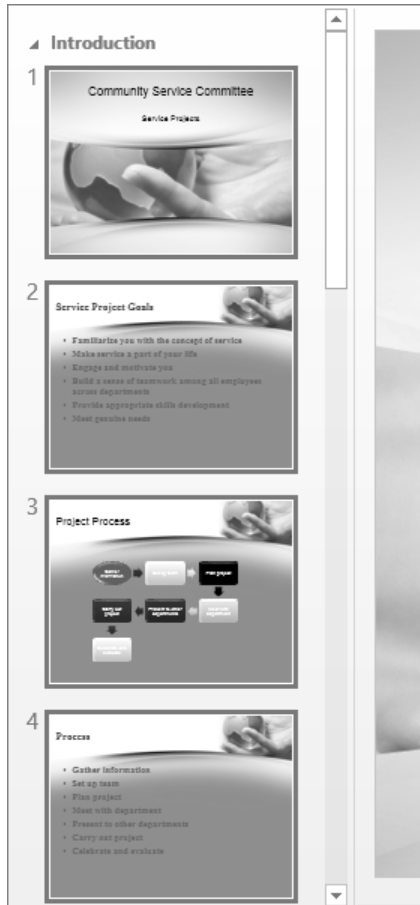 Introduction
1
Community Service Committee
Service Projects
2
Service Project Goals
• Familiarize you with the concept of service
• Make service a part of your life
• Engage and motivate you
• Build a sense of teamwork among all employees
across departments
• Provide appropriate skills development
• Meet genuine needs
3
Project Process
Gather
information
Plan project
Carry out
project
Present to other
departments
4
Process
• Gather information
• Set up team
• Plan project
• Meet with department
• Present to other departments
• Carry out project
• Celebrate and evaluate